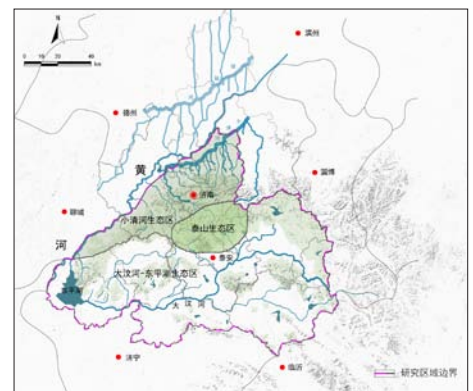 N
0 10 20 40
km
滨州
德州
黄
淄博
济南
聊城
小清河生态区
泰山生态区
河
泰安
大汶河-东平湖生态区
东平湖
大汶河
济宁
临沂
研究区域边界